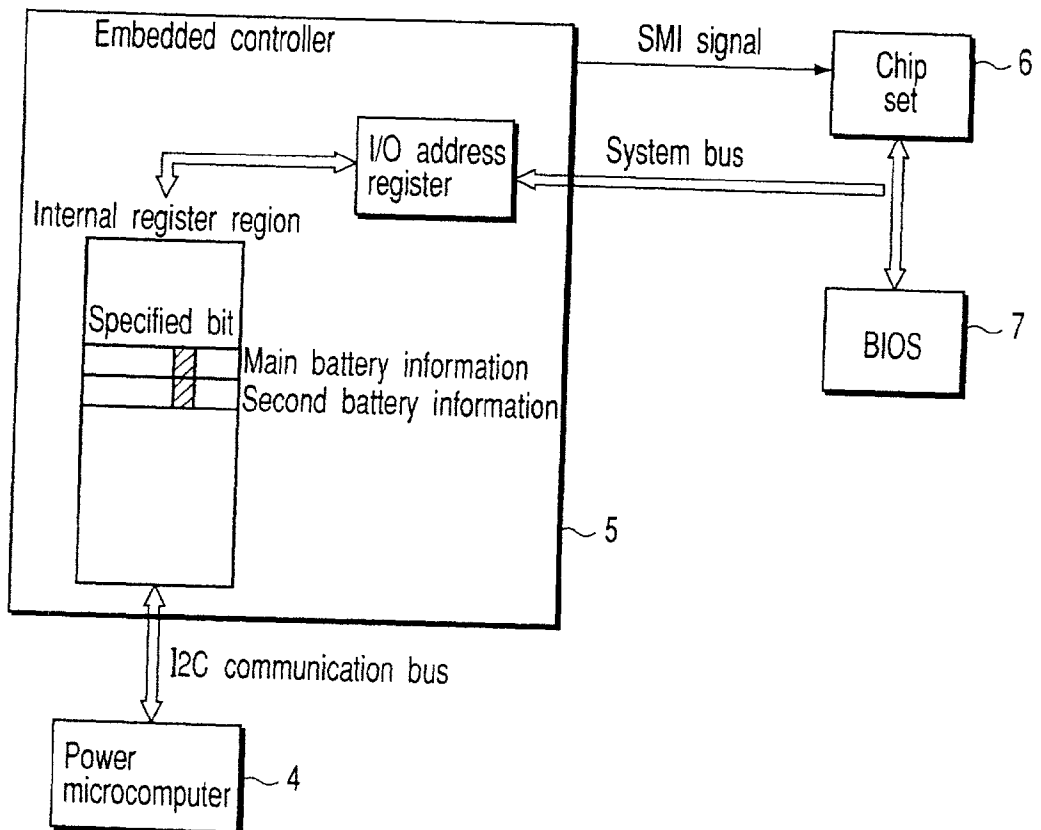 Embedded controller
SMI signal
Chip
set
6
I/O address
register
System bus
Internal register region
Specified bit
Main battery information
Second battery information
BIOS
7
5
I2C communication bus
Power
microcomputer
4